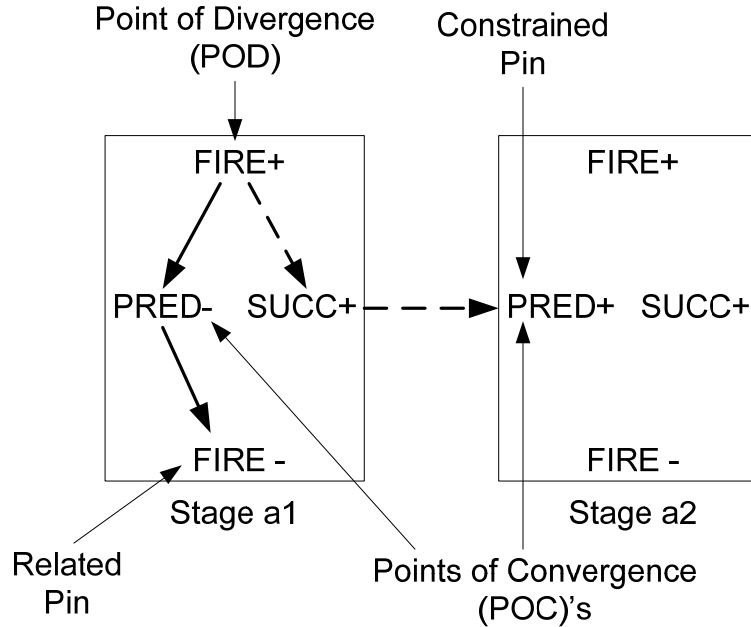 Point of Divergence
(POD)
Constrained
Pin
FIRE+
FIRE+
PRED-
SUCC+
PRED+
SUCC+
FIRE -
FIRE -
Stage a1
Stage a2
Related
Pin
Points of Convergence
(POC)'s